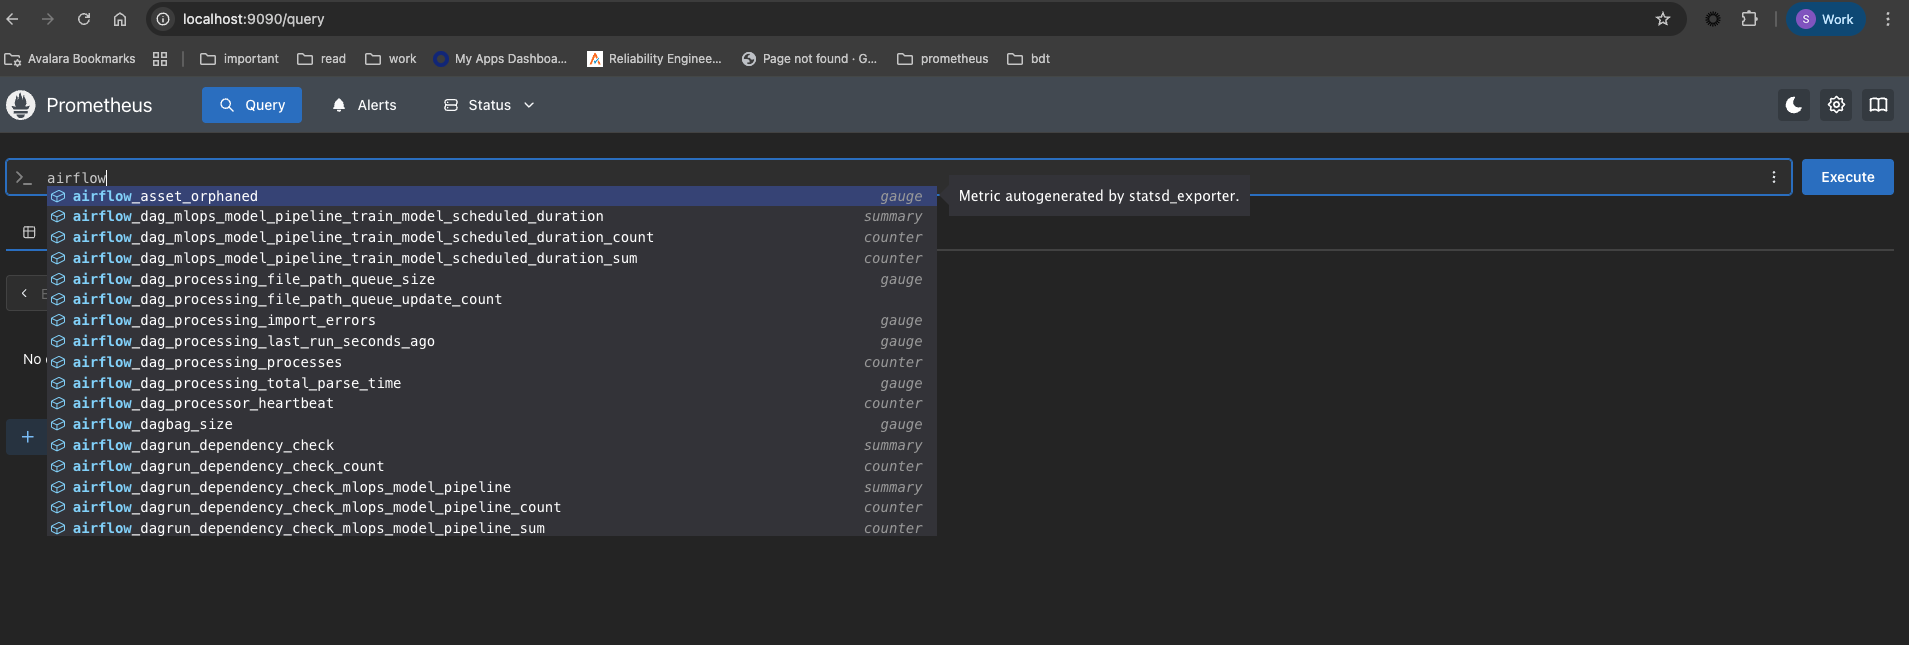 localhost:9090/query
S Work
Avalara Bookmarks important read work My Apps Dashboa... Reliability Enginee... Page not found · G... prometheus bdt
Prometheus Query Alerts Status
>_ airflow Execute
airflow_asset_orphaned gauge Metric autogenerated by statsd_exporter.
airflow_dag_mlops_model_pipeline_train_model_scheduled_duration summary
airflow_dag_mlops_model_pipeline_train_model_scheduled_duration_count counter
airflow_dag_mlops_model_pipeline_train_model_scheduled_duration_sum counter
airflow_dag_processing_file_path_queue_size gauge
airflow_dag_processing_file_path_queue_update_count
airflow_dag_processing_import_errors gauge
airflow_dag_processing_last_run_seconds_ago gauge
No
airflow_dag_processing_processes counter
airflow_dag_processing_total_parse_time gauge
airflow_dag_processor_heartbeat counter
airflow_dagbag_size gauge
airflow_dagrun_dependency_check summary
airflow_dagrun_dependency_check_count counter
airflow_dagrun_dependency_check_mlops_model_pipeline summary
airflow_dagrun_dependency_check_mlops_model_pipeline_count counter
airflow_dagrun_dependency_check_mlops_model_pipeline_sum counter